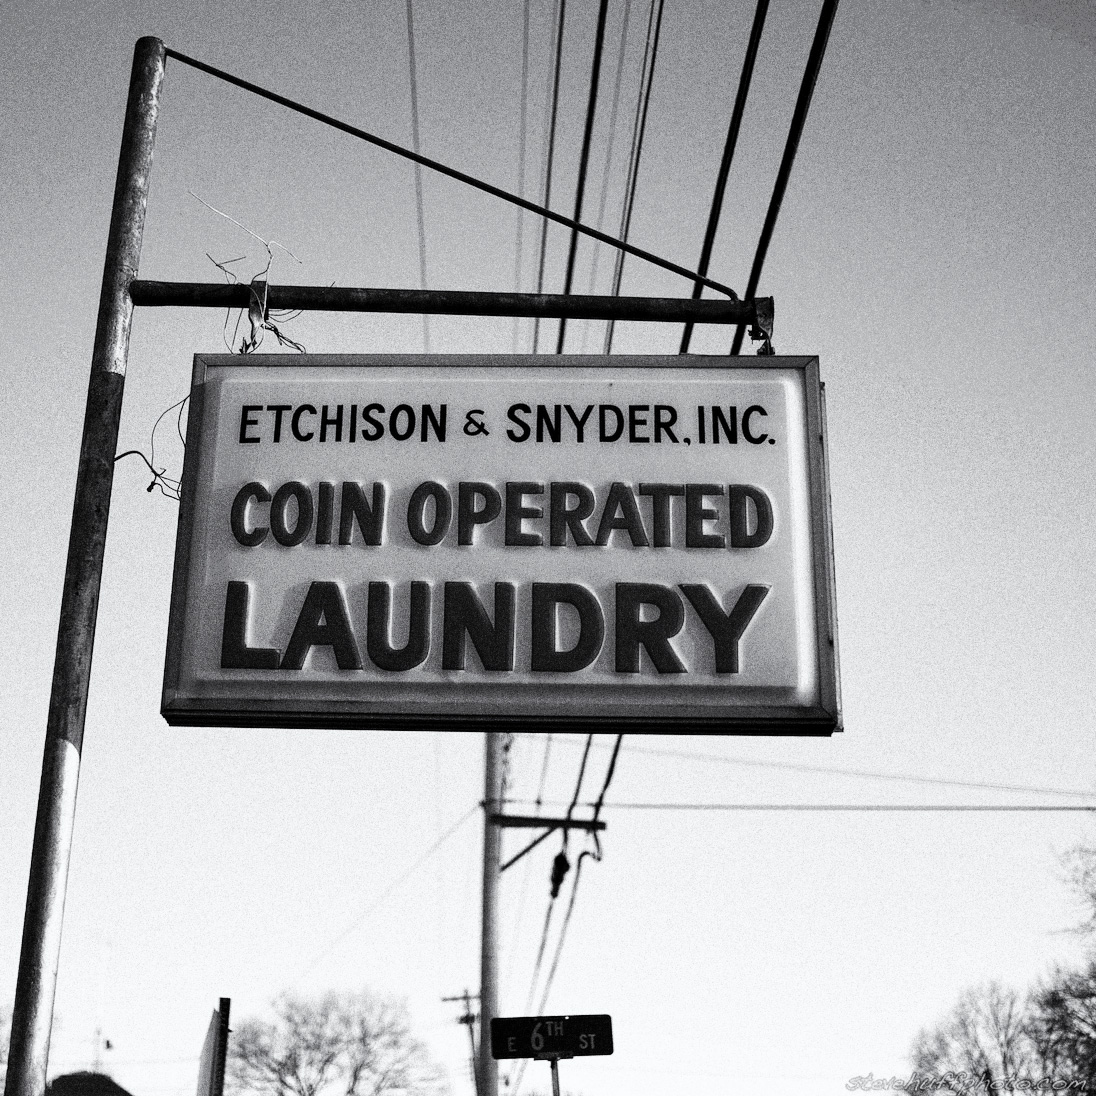 ETCHISON & SNYDER, INC.
COIN OPERATED
LAUNDRY
E 6TH ST
stevehuffphoto.com